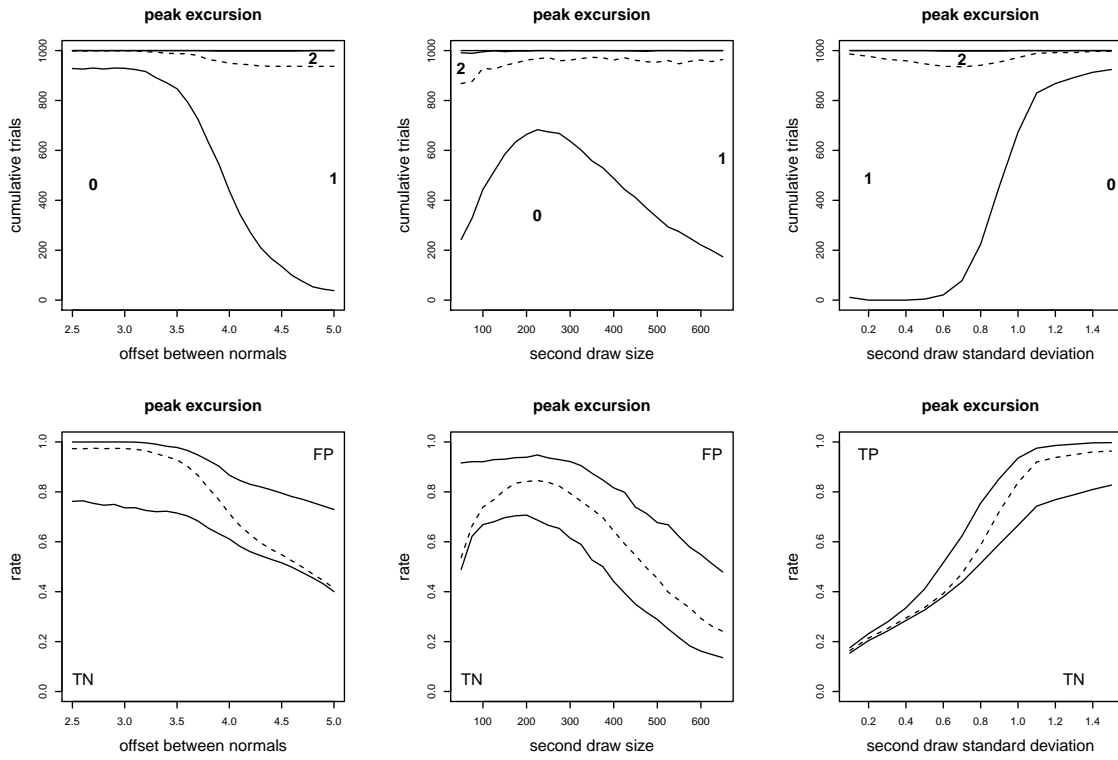 peak excursion
cumulative trials
1000
800
600
400
200
0
2
0
1
2.5 3.0 3.5 4.0 4.5 5.0
offset between normals
peak excursion
cumulative trials
1000
800
600
400
200
0
2
1
0
100 200 300 400 500 600
second draw size
peak excursion
cumulative trials
1000
800
600
400
200
0
2
1
0
0.2 0.4 0.6 0.8 1.0 1.2 1.4
second draw standard deviation
peak excursion
rate
1.0
0.8
0.6
0.4
0.2
0.0
FP
TN
2.5 3.0 3.5 4.0 4.5 5.0
offset between normals
peak excursion
rate
1.0
0.8
0.6
0.4
0.2
0.0
FP
TN
100 200 300 400 500 600
second draw size
peak excursion
rate
1.0
0.8
0.6
0.4
0.2
0.0
TP
TN
0.2 0.4 0.6 0.8 1.0 1.2 1.4
second draw standard deviation